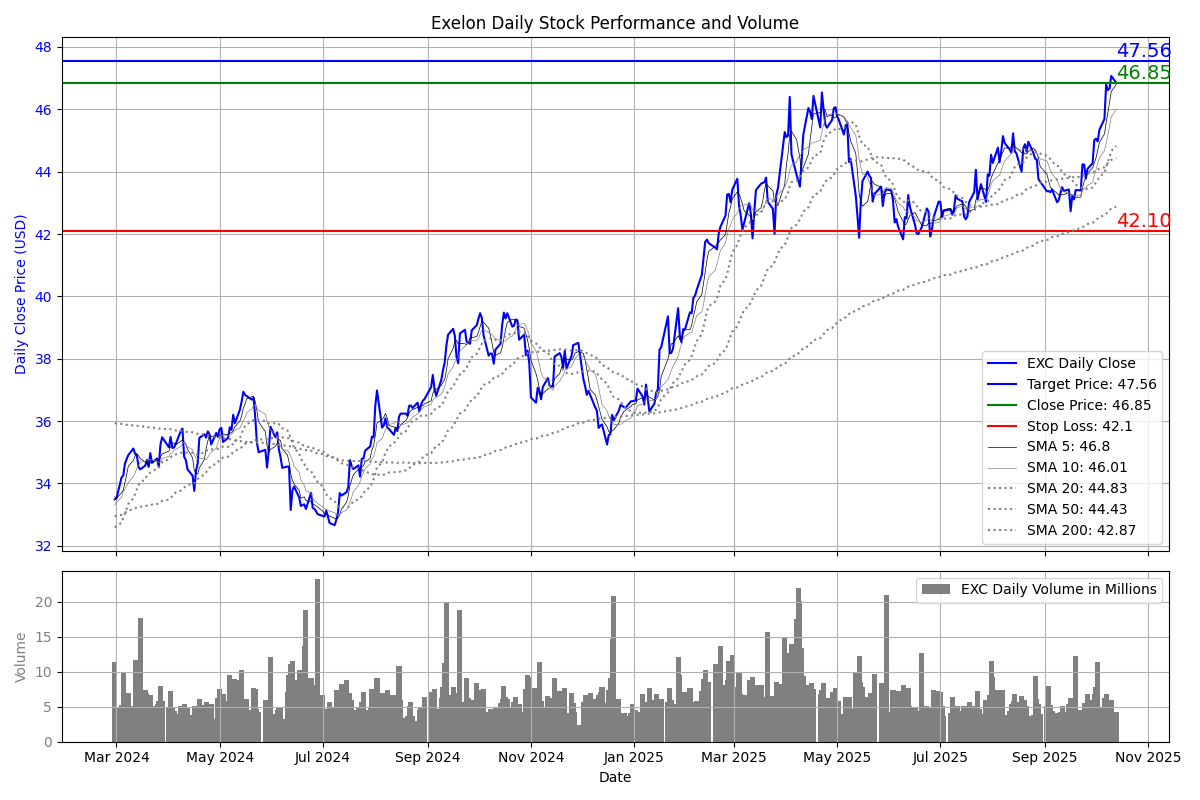 Exelon Daily Stock Performance and Volume
48
46
44
42
40
38
36
34
32
Daily Close Price (USD)
47.56
46.85
42.10
EXC Daily Close
Target Price: 47.56
Close Price: 46.85
Stop Loss: 42.1
SMA 5: 46.8
SMA 10: 46.01
SMA 20: 44.83
SMA 50: 44.43
SMA 200: 42.87
20
15
10
5
0
Volume
EXC Daily Volume in Millions
Mar 2024
May 2024
Jul 2024
Sep 2024
Nov 2024
Jan 2025
Mar 2025
May 2025
Jul 2025
Sep 2025
Nov 2025
Date